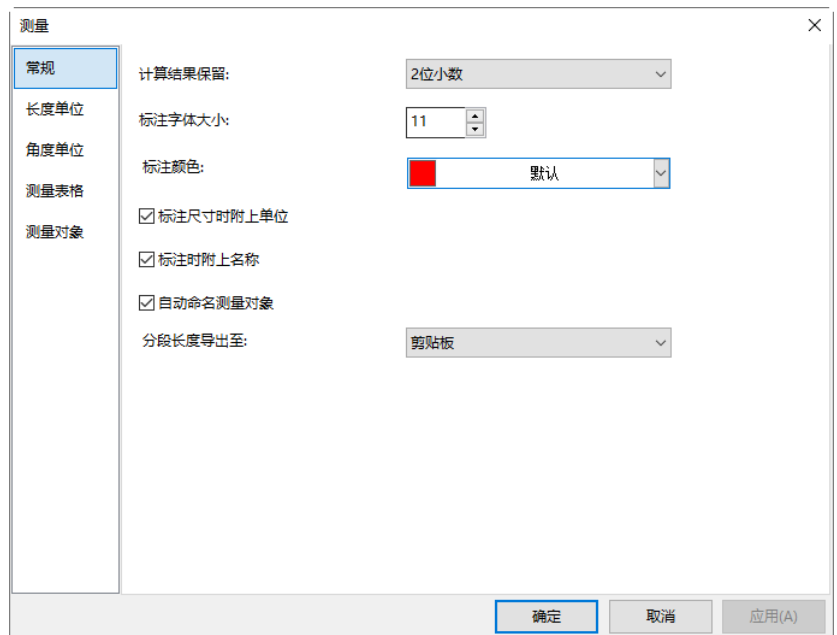 测量
常规
长度单位
角度单位
测量表格
测量对象
计算结果保留: 2位小数
标注字体大小: 11
标注颜色: 默认
标注尺寸时附上单位
标注时附上名称
自动命名测量对象
分段长度导出至: 剪贴板
确定 取消 应用(A)